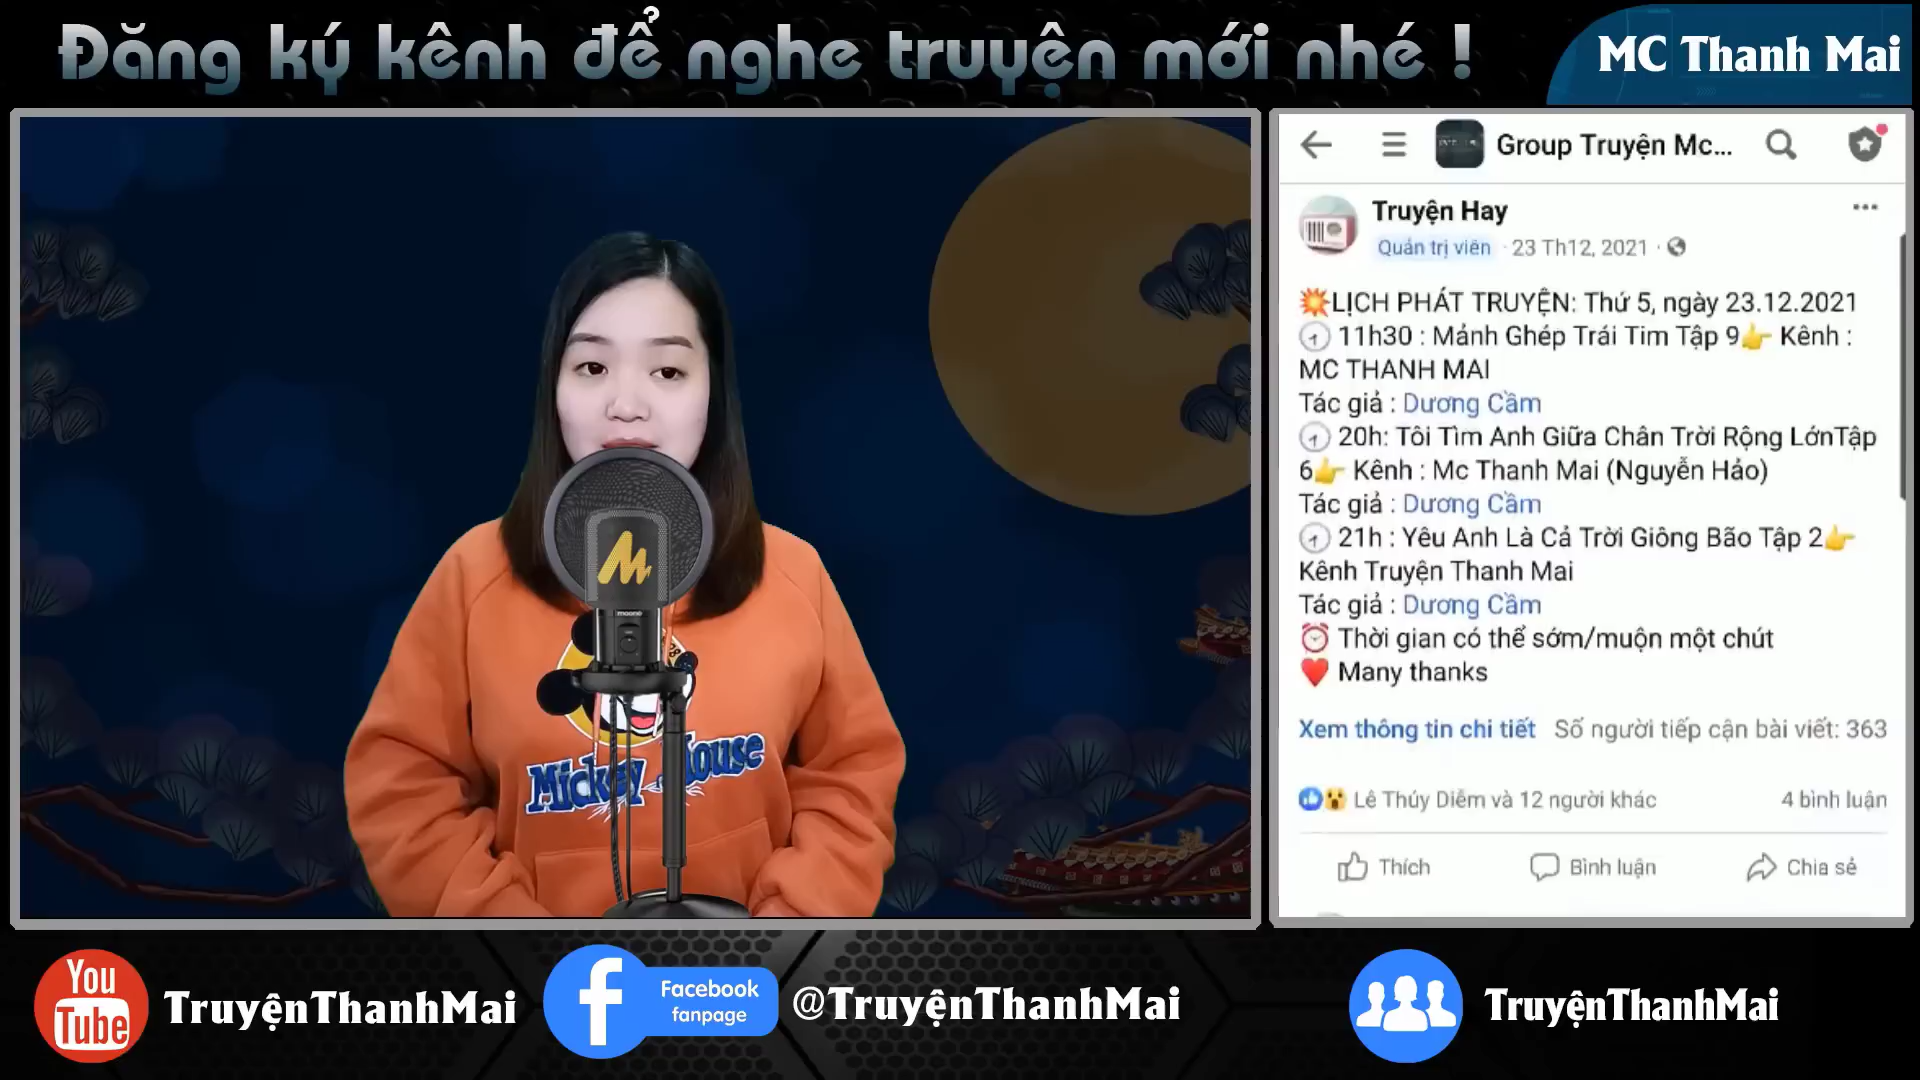 Đăng ký kênh để nghe truyện mới nhé !
MC Thanh Mai
Group Truyện Mc...
Truyện Hay
Quản trị viên · 23 Th12, 2021 ·
💥LỊCH PHÁT TRUYỆN: Thứ 5, ngày 23.12.2021
🕢 11h30 : Mảnh Ghép Trái Tim Tập 9👉 Kênh :
MC THANH MAI
Tác giả : Dương Cầm
🕢 20h: Tôi Tìm Anh Giữa Chân Trời Rộng LớnTập
6👉 Kênh : Mc Thanh Mai (Nguyễn Hảo)
Tác giả : Dương Cầm
🕢 21h : Yêu Anh Là Cả Trời Giông Bão Tập 2👉
Kênh Truyện Thanh Mai
Tác giả : Dương Cầm
⏰ Thời gian có thể sớm/muộn một chút
❤️ Many thanks
Xem thông tin chi tiết Số người tiếp cận bài viết: 363
Lê Thúy Diễm và 12 người khác 4 bình luận
Thích Bình luận Chia sẻ
maono
Mickey Mouse
You
Tube
TruyệnThanhMai
Facebook
fanpage
@TruyệnThanhMai
TruyệnThanhMai